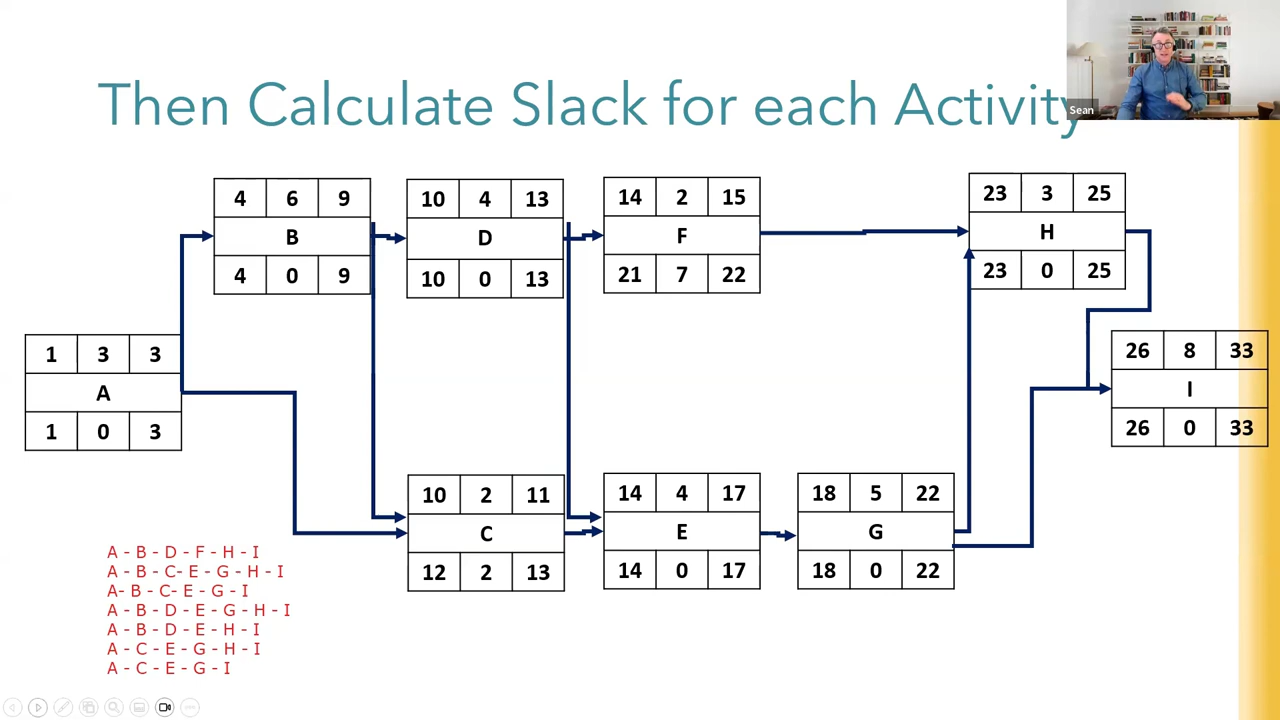 Then Calculate Slack for each Activity
Sean
4 6 9
B
4 0 9
10 4 13
D
10 0 13
14 2 15
F
21 7 22
23 3 25
H
23 0 25
1 3 3
A
1 0 3
26 8 33
I
26 0 33
10 2 11
C
12 2 13
14 4 17
E
14 0 17
18 5 22
G
18 0 22
A - B - D - F - H - I
A - B - C- E - G - H - I
A- B - C- E - G - I
A - B - D - E - G - H - I
A - B - D - E - H - I
A - C - E - G - H - I
A - C - E - G - I